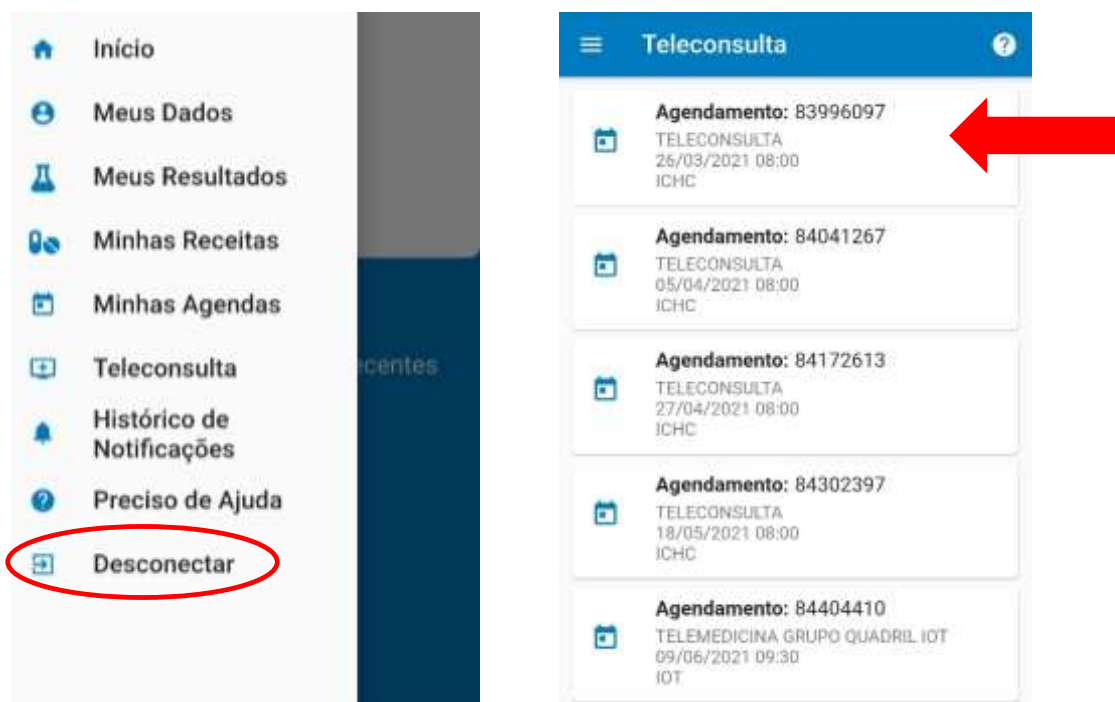 Início
Meus Dados
Meus Resultados
Minhas Receitas
Minhas Agendas
Teleconsulta
Histórico de
Notificações
Preciso de Ajuda
Desconectar
ecentes
Teleconsulta
Agendamento: 83996097
TELECONSULTA
26/03/2021 08:00
ICHC
Agendamento: 84041267
TELECONSULTA
05/04/2021 08:00
ICHC
Agendamento: 84172613
TELECONSULTA
27/04/2021 08:00
ICHC
Agendamento: 84302397
TELECONSULTA
18/05/2021 08:00
ICHC
Agendamento: 84404410
TELEMEDICINA GRUPO QUADRIL IOT
09/06/2021 09:30
IOT